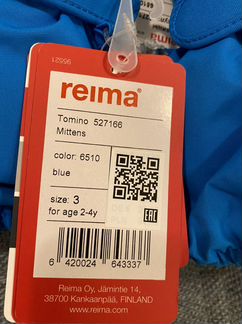 reima®
Tomino 527166
Mittens
color: 6510
blue
size: 3
for age 2-4y
EAC
6 420024 643337
Reima Oy, Jämintie 14,
38700 Kankaanpää, FINLAND
www.reima.com